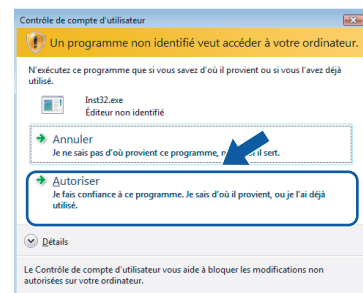 Contrôle de compte d'utilisateur
Un programme non identifié veut accéder à votre ordinateur.
N'exécutez ce programme que si vous savez d'où il provient ou si vous l'avez déjà
utilisé.
Inst32.exe
Éditeur non identifié
Annuler
Je ne sais pas d'où provient ce programme, il sert.
Autoriser
Je fais confiance à ce programme. Je sais d'où il provient, ou je l'ai déjà
utilisé.
Détails
Le Contrôle de compte d'utilisateur vous aide à bloquer les modifications non
autorisées sur votre ordinateur.